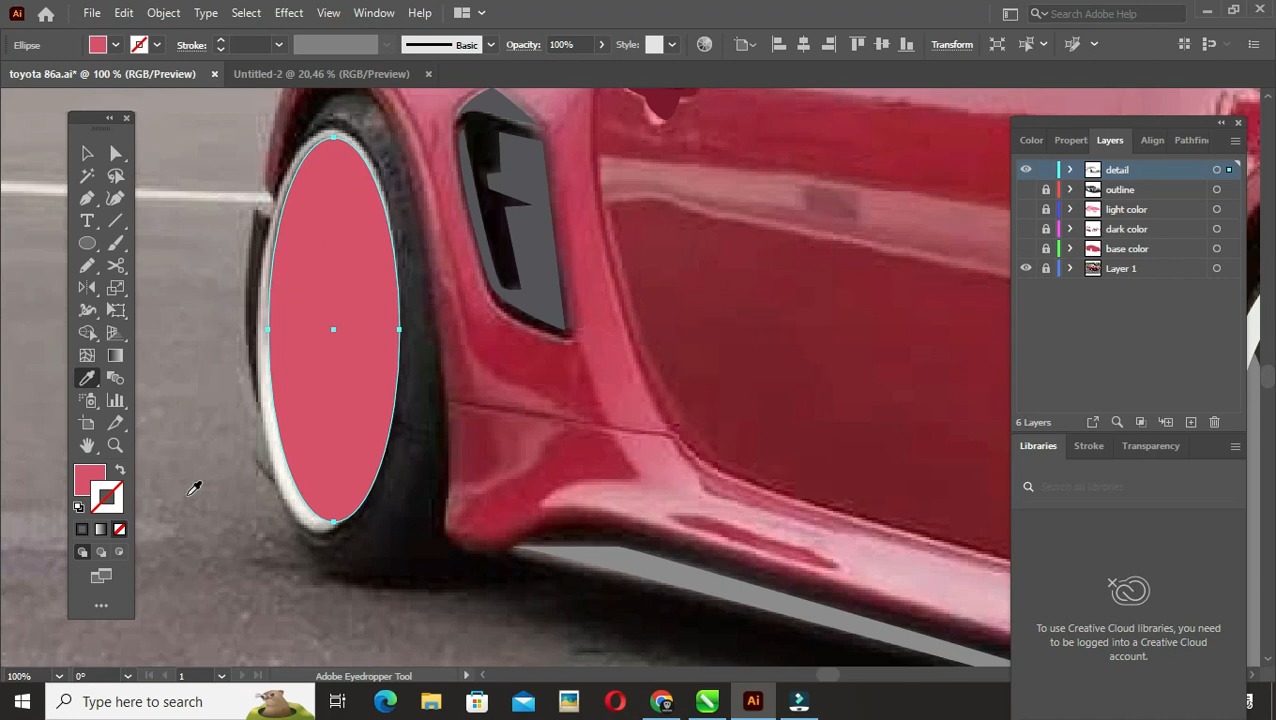 Ai File Edit Object Type Select Effect View Window Help Search Adobe Help
Ellipse Stroke: Basic Opacity: 100% Style: Transform
toyota 86a.ai* @ 100 % (RGB/Preview) × Untitled-2 @ 20,46 % (RGB/Preview) ×
Color Propert Layers Align Pathfin
detail
outline
light color
dark color
base color
Layer 1
6 Layers
Libraries Stroke Transparency
Search all Libraries
To use Creative Cloud libraries, you need
to be logged into a Creative Cloud
account.
100% 0° 1 Adobe Eyedropper Tool
Type here to search Ai